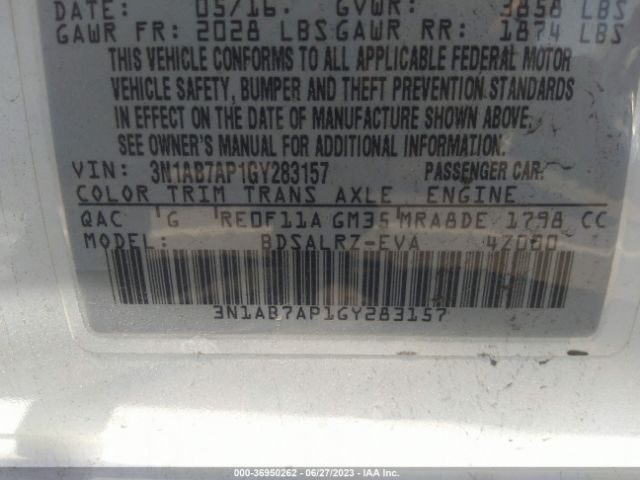 DATE: 05/16. GVWR: 3858 LBS
GAWR FR: 2028 LBS GAWR RR: 1874 LBS
THIS VEHICLE CONFORMS TO ALL APPLICABLE FEDERAL MOTOR
VEHICLE SAFETY, BUMPER AND THEFT PREVENTION STANDARDS
IN EFFECT ON THE DATE OF MANUFACTURE SHOWN ABOVE.
SEE OWNER'S MANUAL FOR ADDITIONAL INFORMATION.
VIN: 3N1AB7AP1GY283157 PASSENGER CAR.
COLOR TRIM TRANS AXLE ENGINE
QAC G RE0F11A GM35 MRA8DE 1798 CC
MODEL: BDSALRZ-EVA 4Z000
3N1AB7AP1GY283157
000-36950262 - 06/27/2023 - IAA Copyright